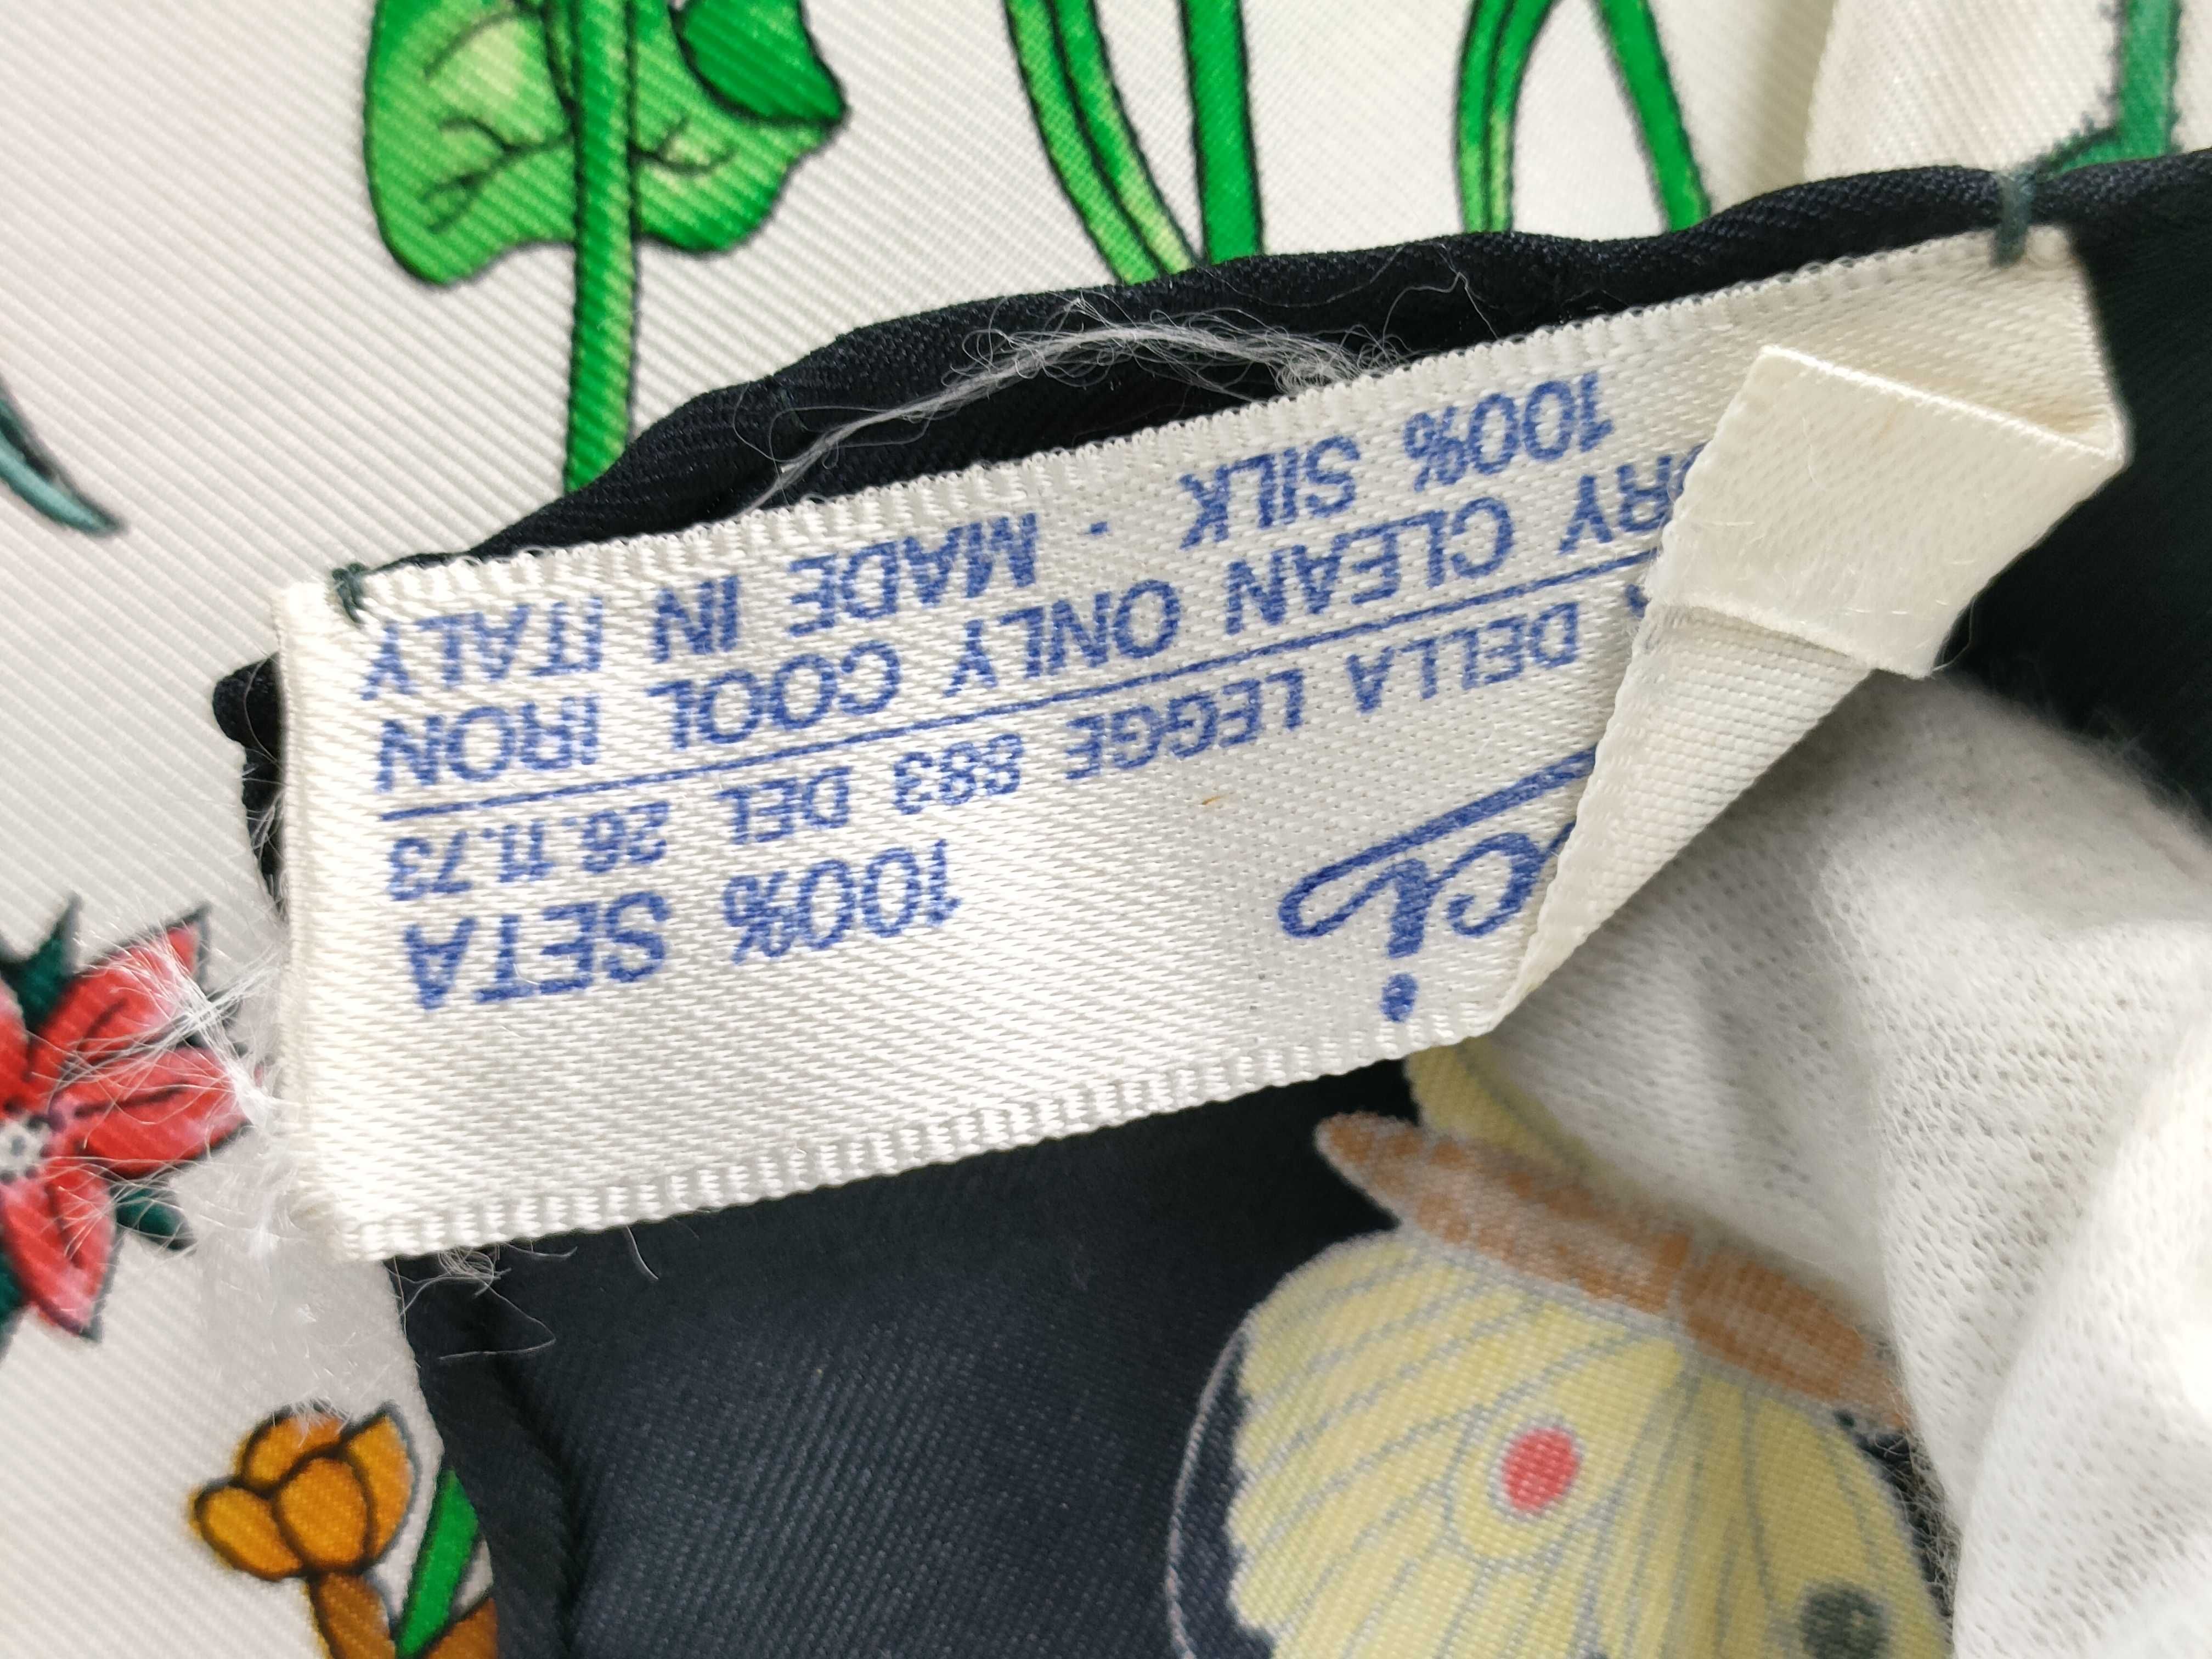 ci 100% SETA
DELLA LEGGE 883 DEL 26.11.73
DRY CLEAN ONLY COOL IRON
100% SILK - MADE IN ITALY